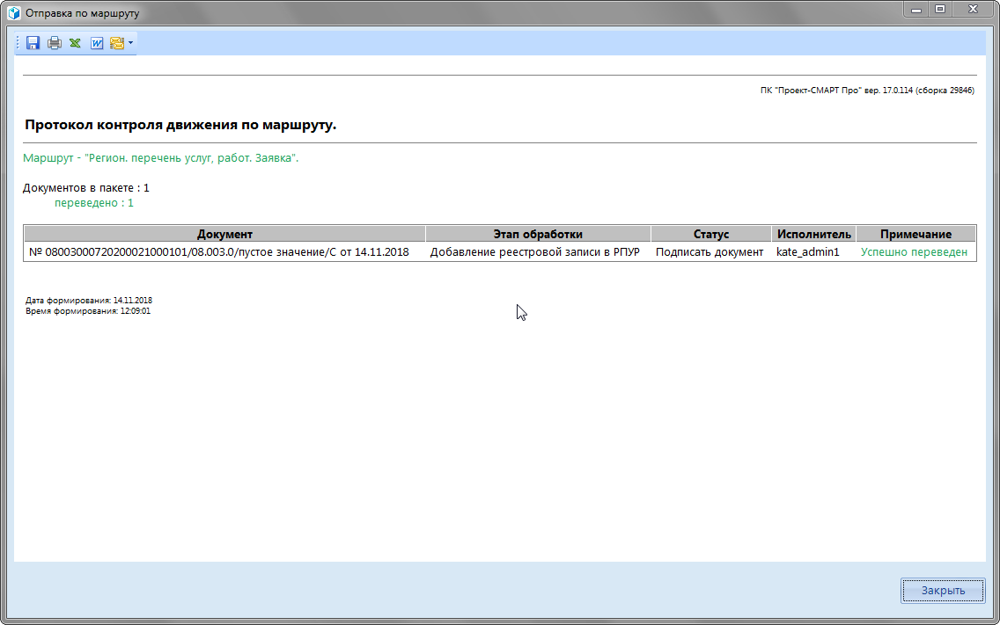 Отправка по маршруту
ПК "Проект-СМАРТ Про" вер. 17.0.114 (сборка 29846)
Протокол контроля движения по маршруту.
Маршрут - "Регион. перечень услуг, работ. Заявка".
Документов в пакете : 1
переведено : 1
Документ Этап обработки Статус Исполнитель Примечание
№ 08003000720200021000101/08.003.0/пустое значение/С от 14.11.2018 Добавление реестровой записи в РПУР Подписать документ kate_admin1 Успешно переведен
Дата формирования: 14.11.2018
Время формирования: 12:09:01
Закрыть